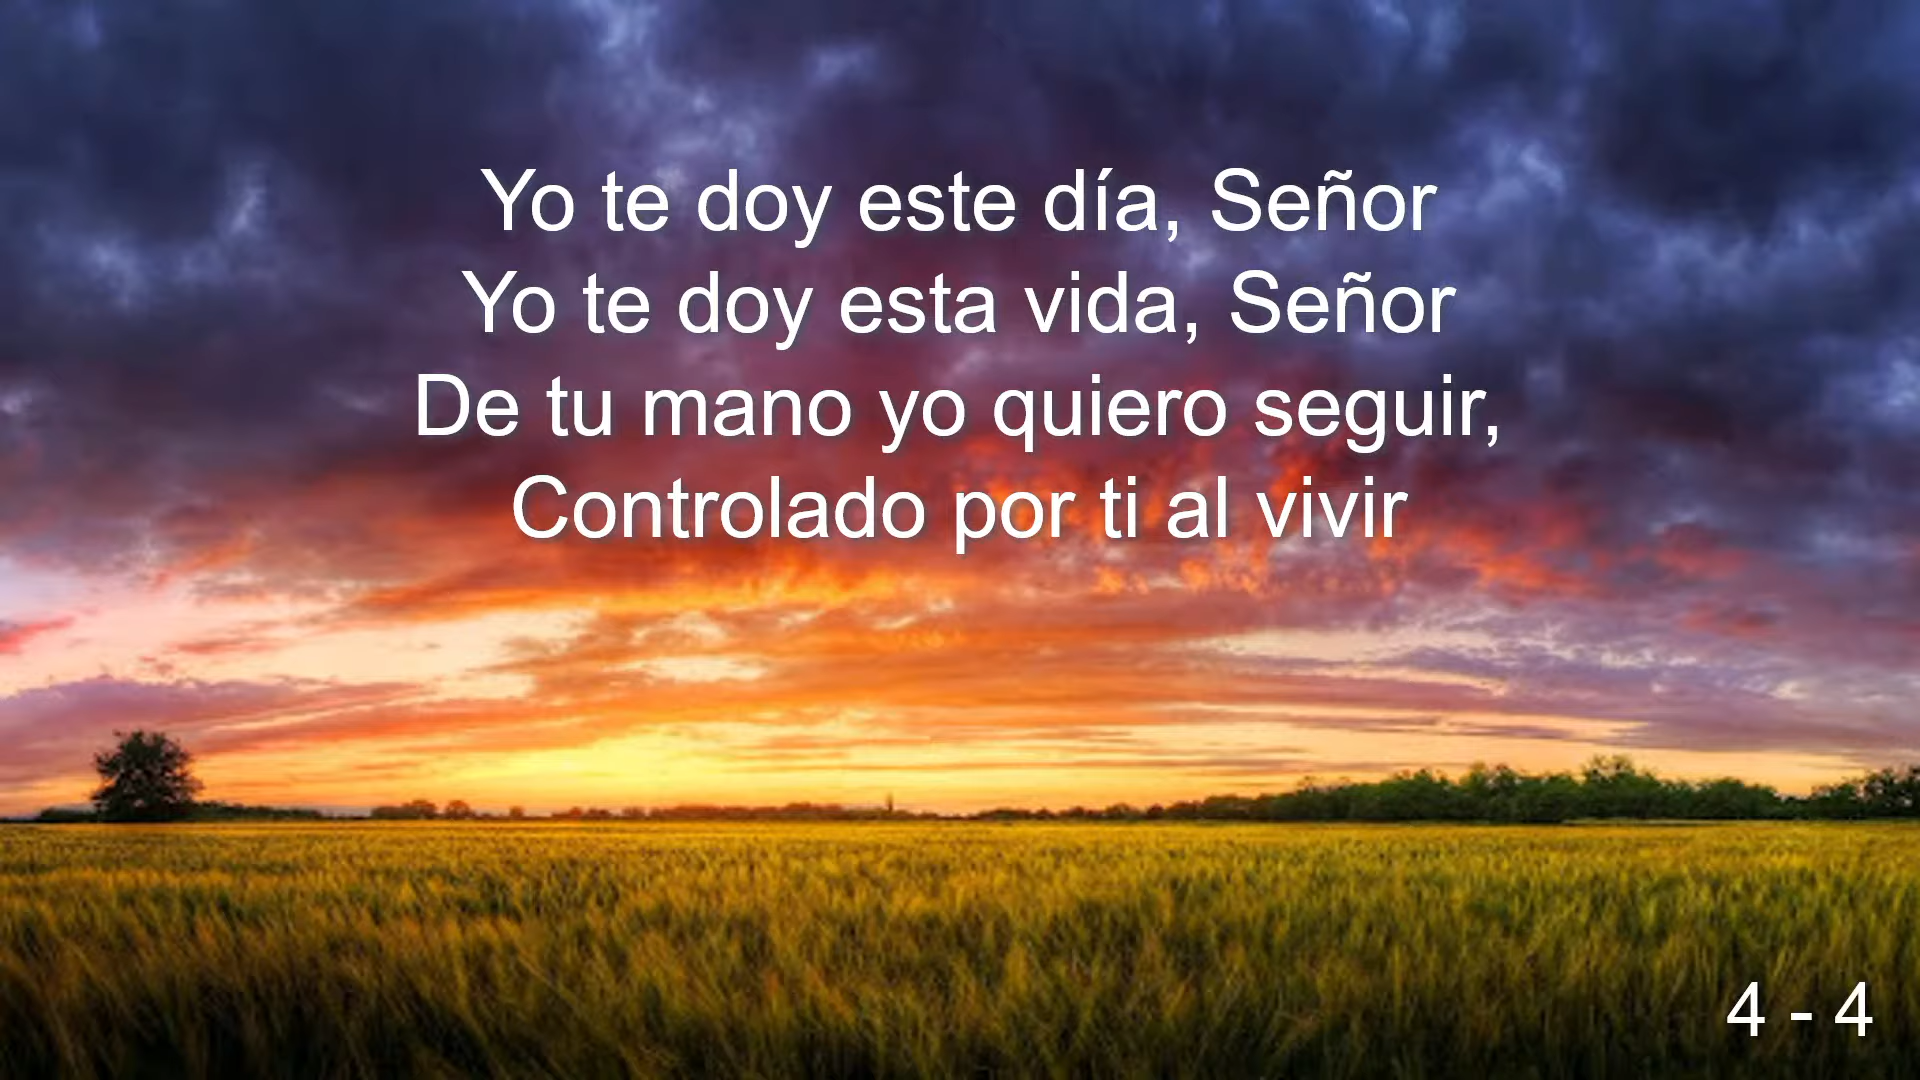 Yo te doy este día, Señor
Yo te doy esta vida, Señor
De tu mano yo quiero seguir,
Controlado por ti al vivir
4 - 4